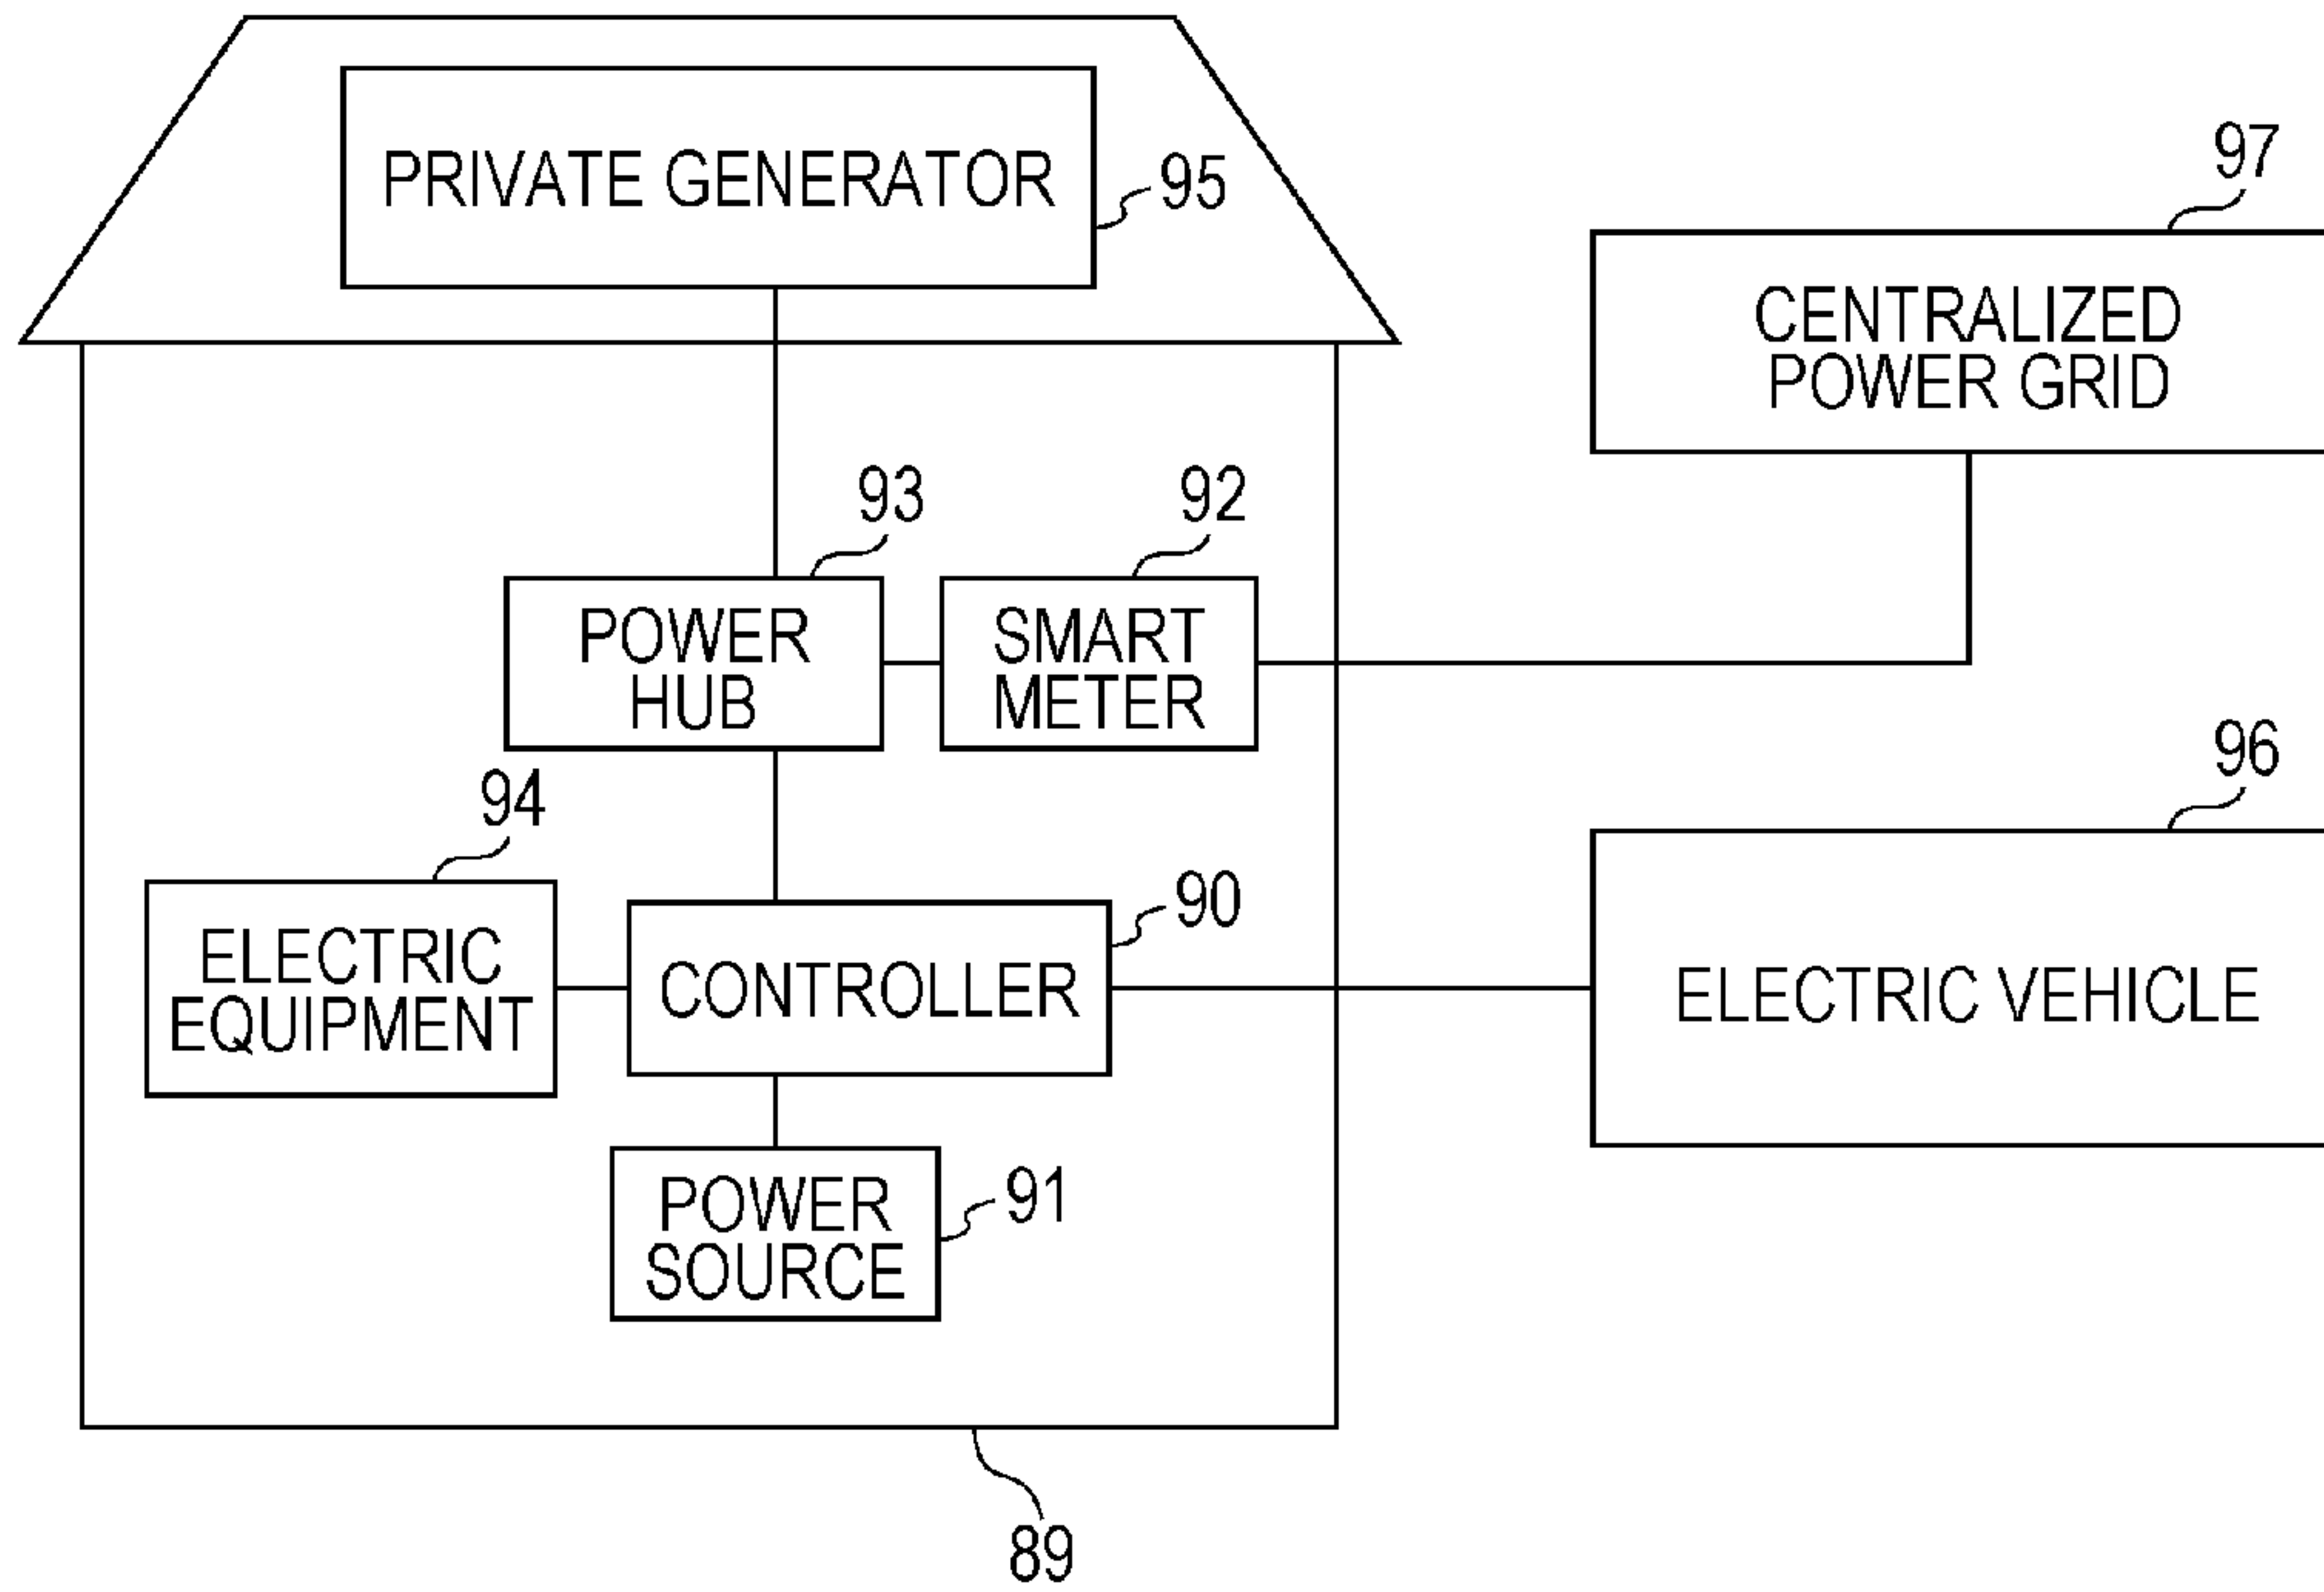 PRIVATE GENERATOR
95
97
CENTRALIZED
POWER GRID
93
92
POWER
HUB
SMART
METER
96
94
90
ELECTRIC
EQUIPMENT
CONTROLLER
ELECTRIC VEHICLE
91
POWER
SOURCE
89